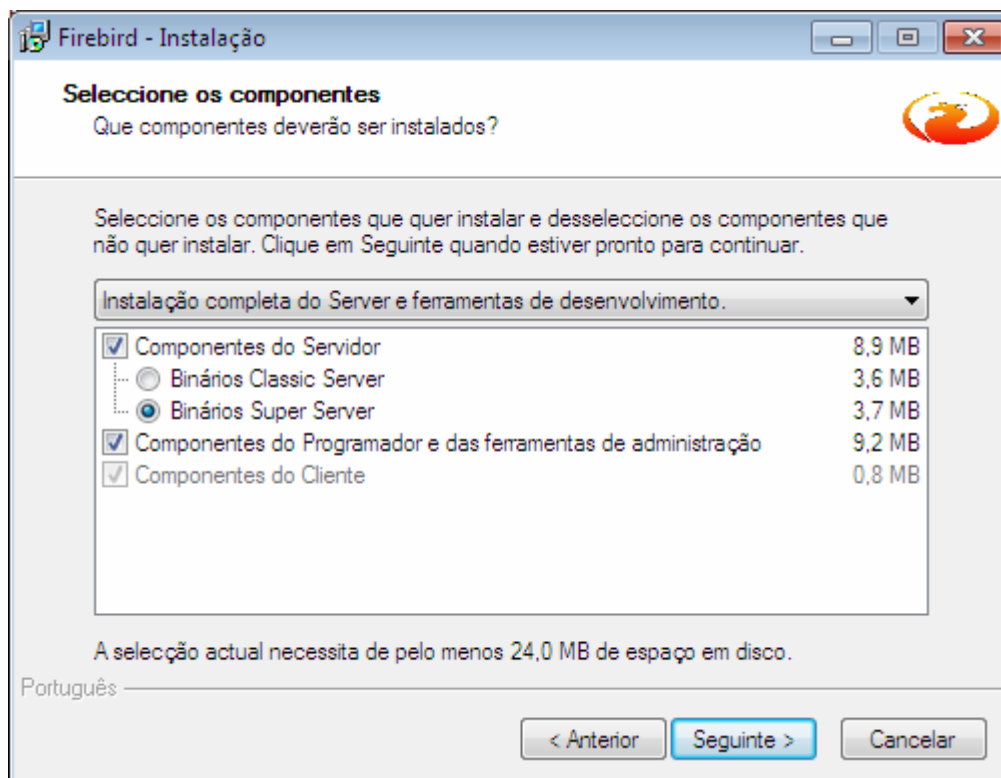 Firebird - Instalação
Seleccione os componentes
Que componentes deverão ser instalados?
Seleccione os componentes que quer instalar e desseleccione os componentes que
não quer instalar. Clique em Seguinte quando estiver pronto para continuar.
Instalação completa do Server e ferramentas de desenvolvimento.
Componentes do Servidor 8,9 MB
Binários Classic Server 3,6 MB
Binários Super Server 3,7 MB
Componentes do Programador e das ferramentas de administração 9,2 MB
Componentes do Cliente 0,8 MB
A selecção actual necessita de pelo menos 24,0 MB de espaço em disco.
Português
< Anterior Seguinte > Cancelar